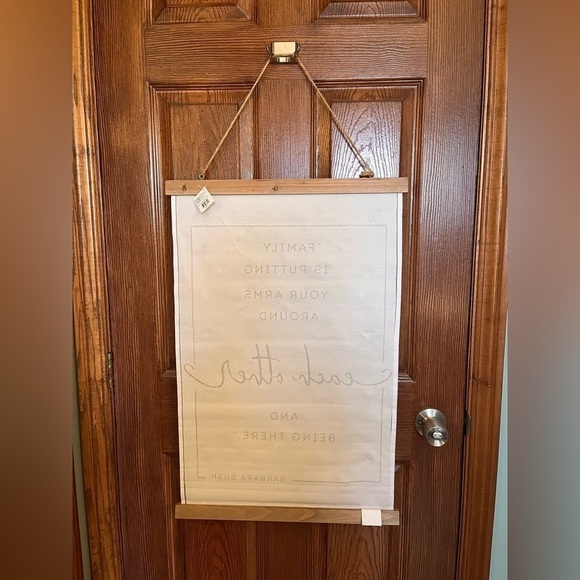 "FAMILY
IS PUTTING
YOUR ARMS
AROUND
each other
AND
BEING THERE."
BARBARA BUSH